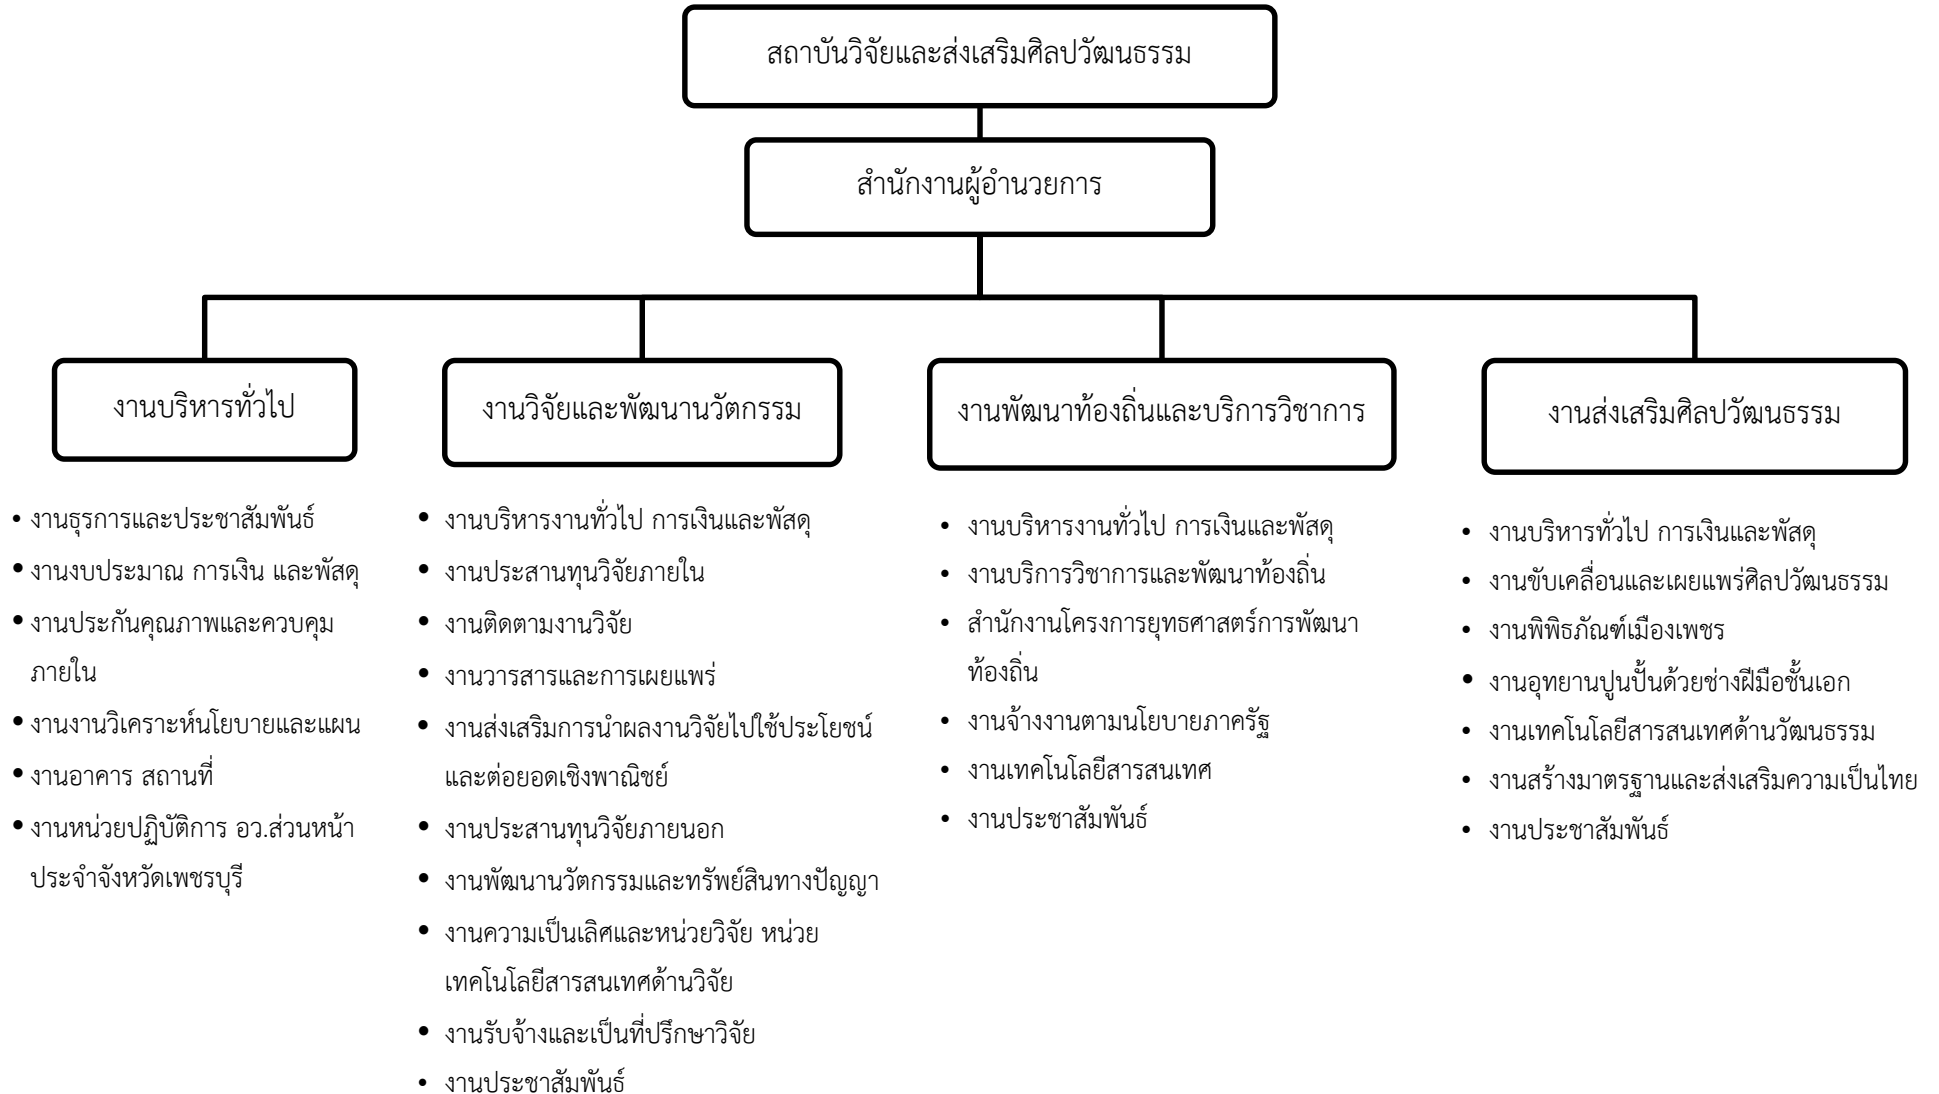 สถาบันวิจัยและส่งเสริมศิลปวัฒนธรรม
สำนักงานผู้อำนวยการ
งานบริหารทั่วไป
• งานธุรการและประชาสัมพันธ์
• งานงบประมาณ การเงิน และพัสดุ
• งานประกันคุณภาพและควบคุม
ภายใน
• งานงานวิเคราะห์นโยบายและแผน
• งานอาคาร สถานที่
• งานหน่วยปฏิบัติการ อว.ส่วนหน้า
ประจำจังหวัดเพชรบุรี
งานวิจัยและพัฒนานวัตกรรม
• งานบริหารงานทั่วไป การเงินและพัสดุ
• งานประสานทุนวิจัยภายใน
• งานติดตามงานวิจัย
• งานวารสารและการเผยแพร่
• งานส่งเสริมการนำผลงานวิจัยไปใช้ประโยชน์
และต่อยอดเชิงพาณิชย์
• งานประสานทุนวิจัยภายนอก
• งานพัฒนานวัตกรรมและทรัพย์สินทางปัญญา
• งานความเป็นเลิศและหน่วยวิจัย หน่วย
เทคโนโลยีสารสนเทศด้านวิจัย
• งานรับจ้างและเป็นที่ปรึกษาวิจัย
• งานประชาสัมพันธ์
งานพัฒนาท้องถิ่นและบริการวิชาการ
• งานบริหารงานทั่วไป การเงินและพัสดุ
• งานบริการวิชาการและพัฒนาท้องถิ่น
• สำนักงานโครงการยุทธศาสตร์การพัฒนา
ท้องถิ่น
• งานจ้างงานตามนโยบายภาครัฐ
• งานเทคโนโลยีสารสนเทศ
• งานประชาสัมพันธ์
งานส่งเสริมศิลปวัฒนธรรม
• งานบริหารทั่วไป การเงินและพัสดุ
• งานขับเคลื่อนและเผยแพร่ศิลปวัฒนธรรม
• งานพิพิธภัณฑ์เมืองเพชร
• งานอุทยานปูนปั้นด้วยช่างฝีมือชั้นเอก
• งานเทคโนโลยีสารสนเทศด้านวัฒนธรรม
• งานสร้างมาตรฐานและส่งเสริมความเป็นไทย
• งานประชาสัมพันธ์